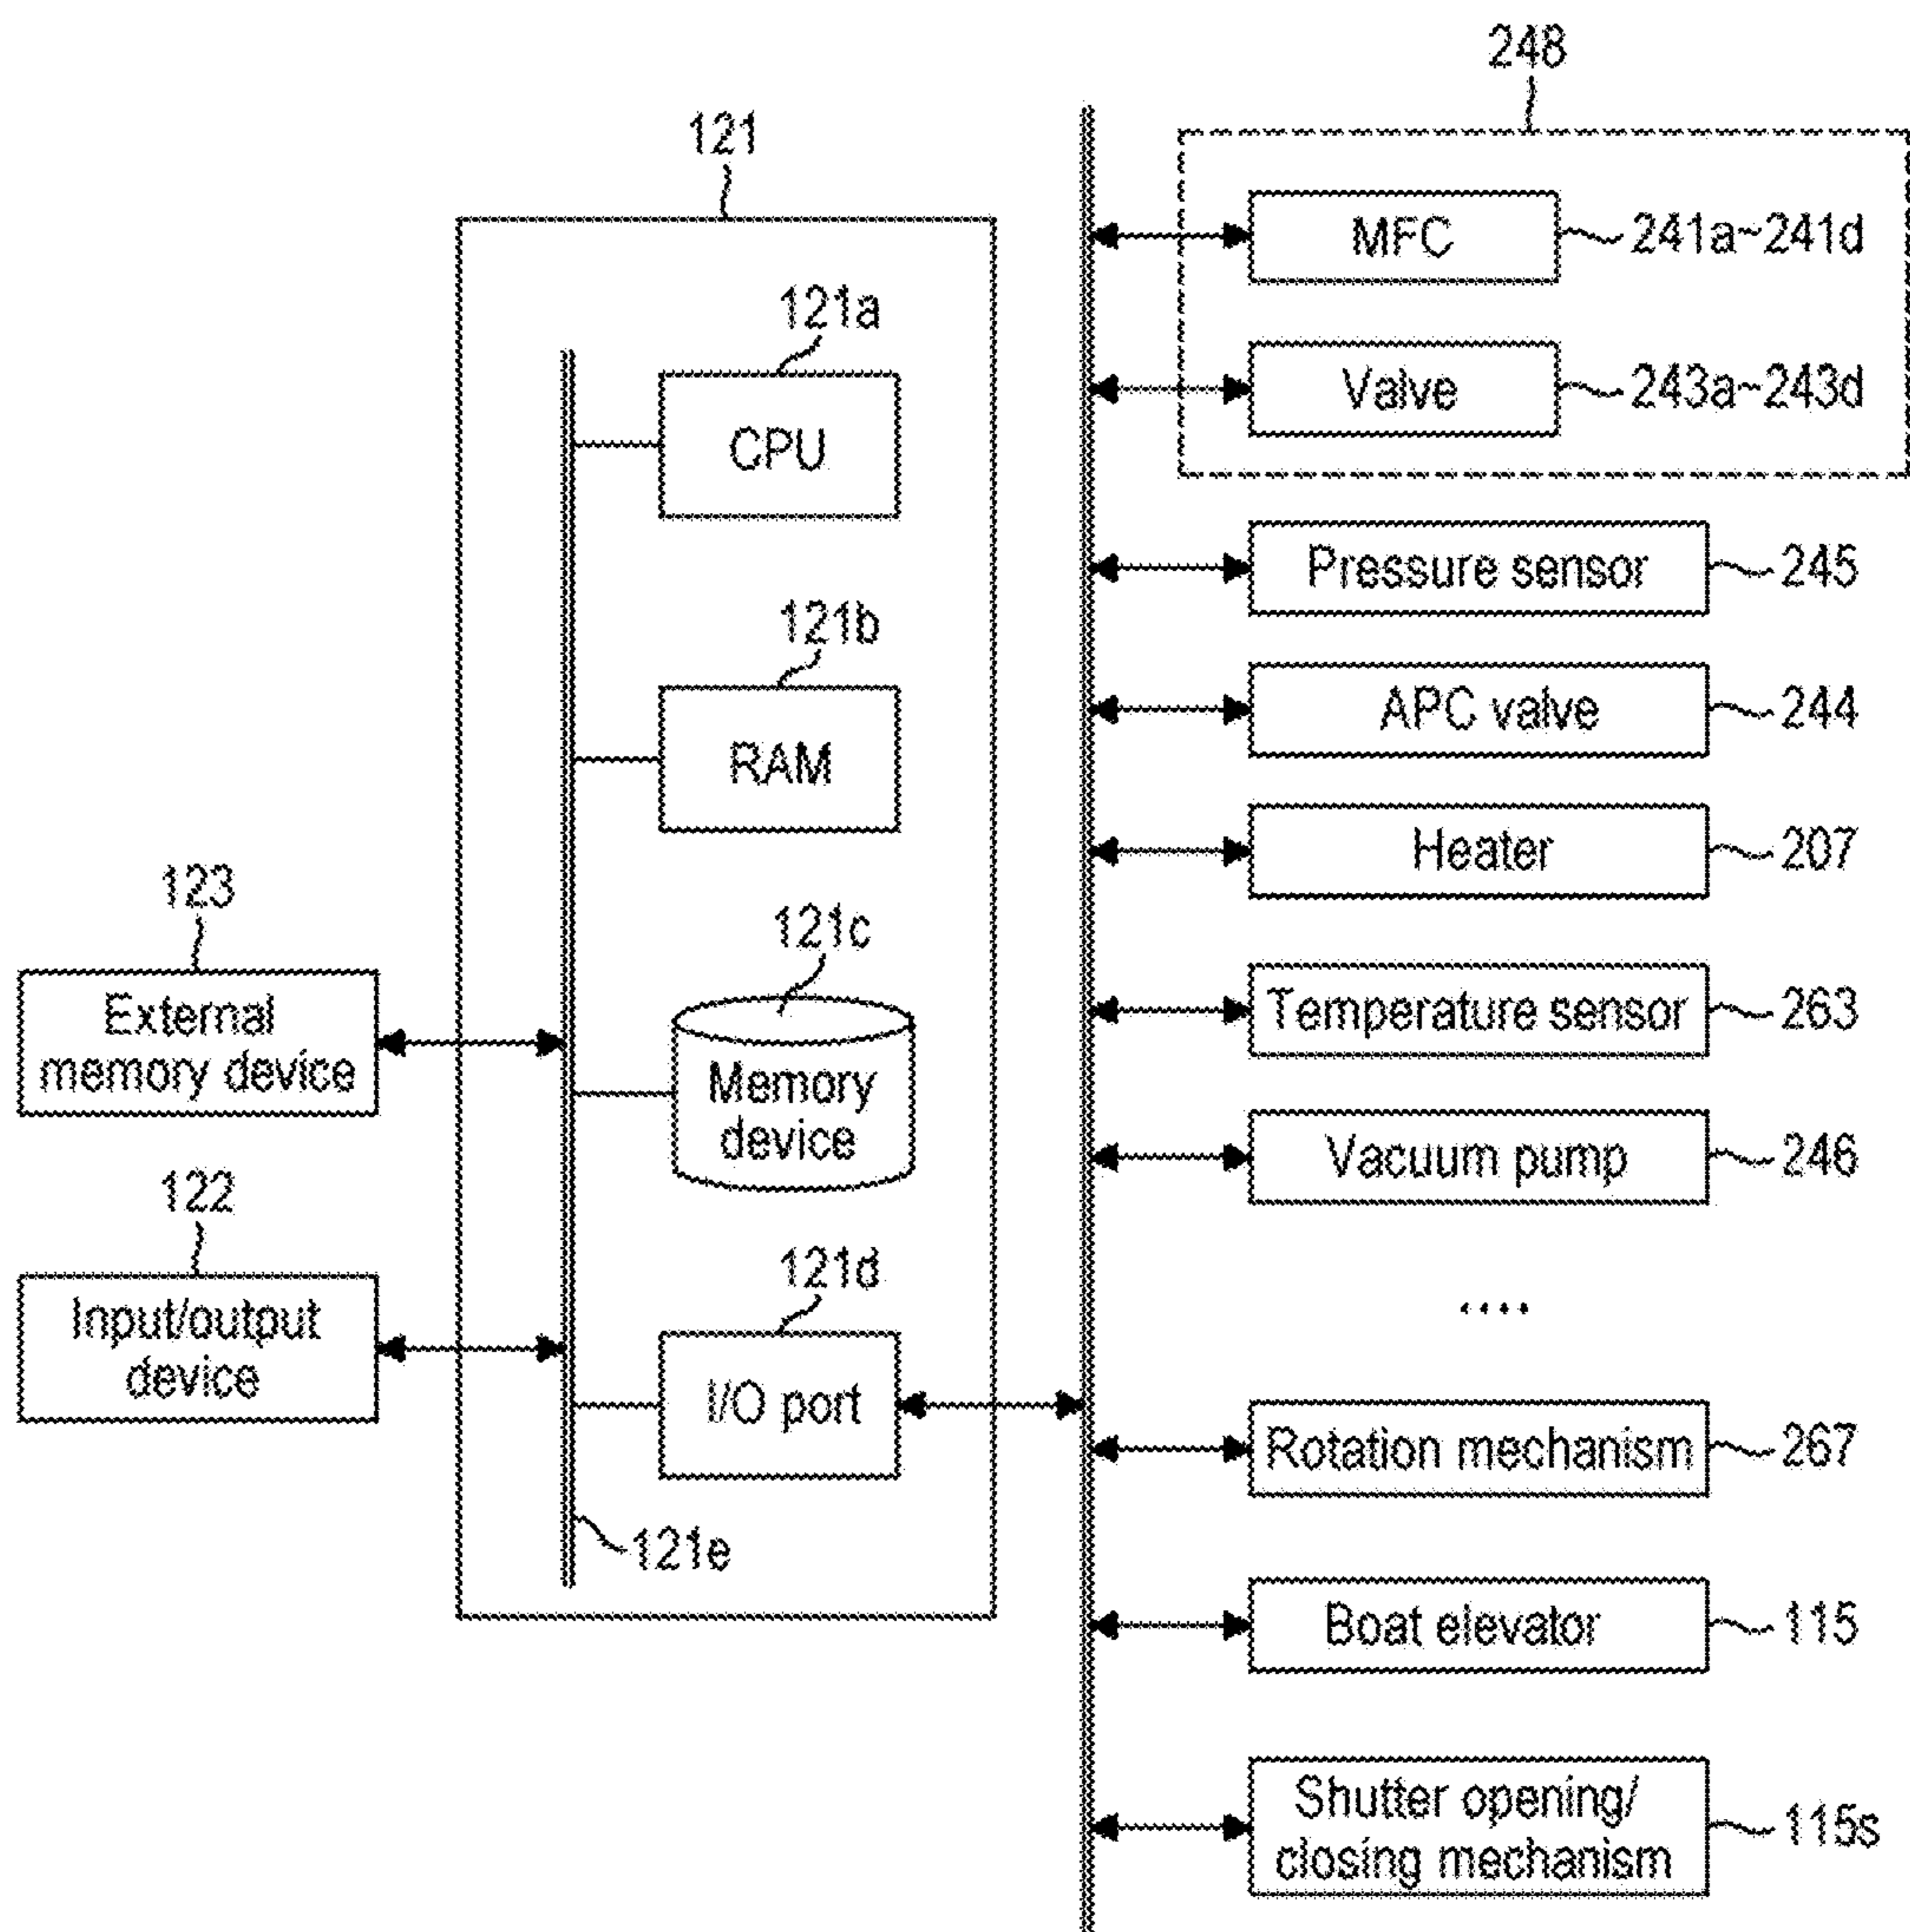 248
121
MFC
241a~241d
121a
Valve
243a~243d
CPU
Pressure sensor
245
121b
APC valve
244
RAM
Heater
207
123
121c
External
memory device
Temperature sensor
263
Memory
device
Vacuum pump
246
122
121d
Input/output
device
....
I/O port
Rotation mechanism
267
121e
Boat elevator
115
Shutter opening/
closing mechanism
115s